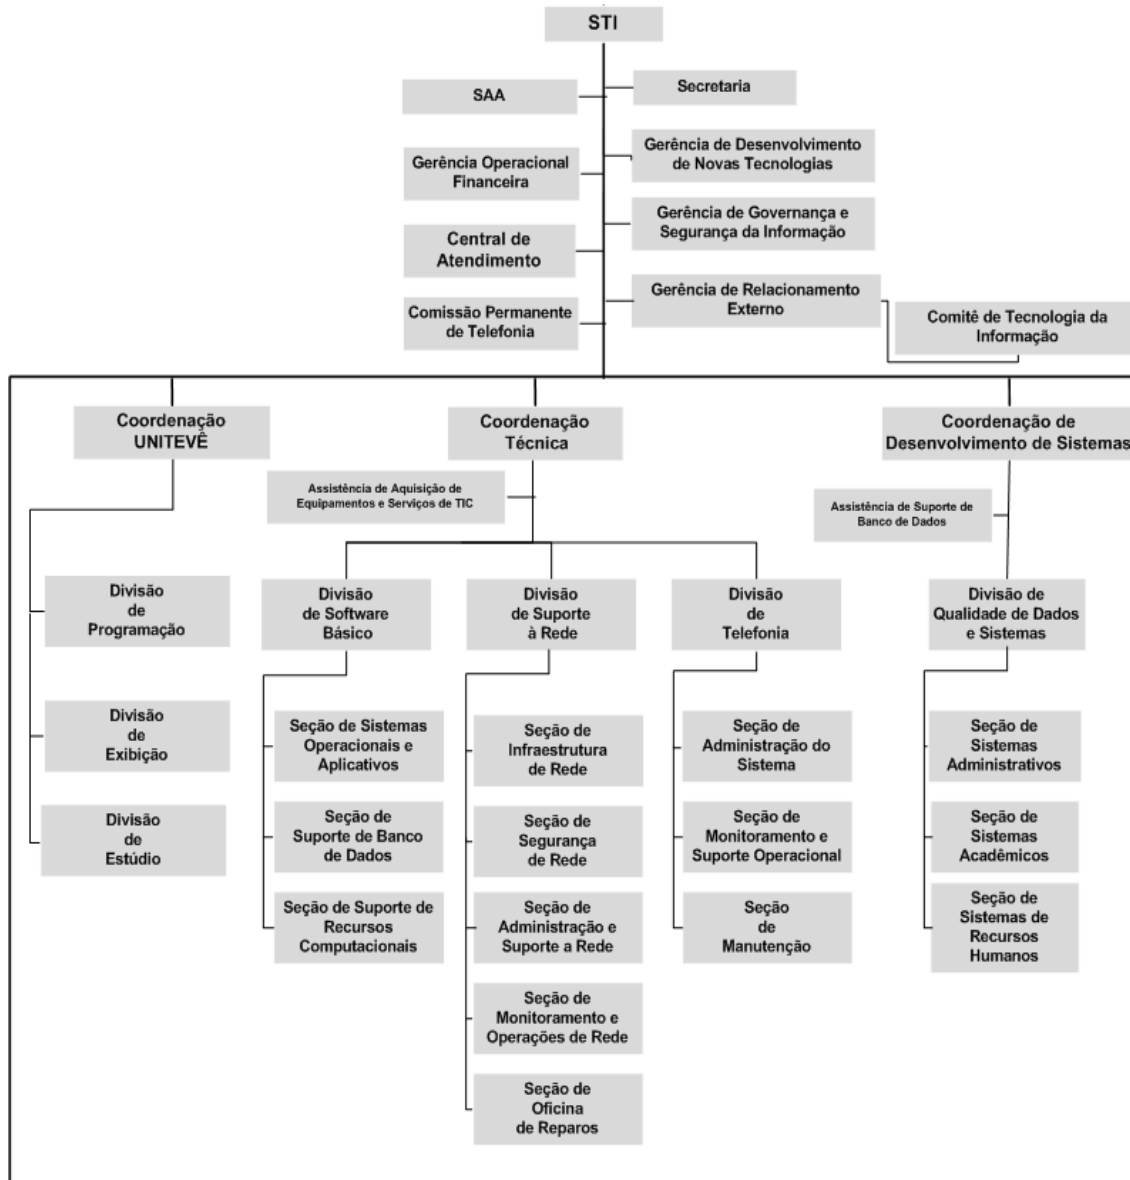 STI
SAA
Secretaria
Gerência Operacional
Financeira
Gerência de Desenvolvimento
de Novas Tecnologias
Central de
Atendimento
Gerência de Governança e
Segurança da Informação
Comissão Permanente
de Telefonia
Gerência de Relacionamento
Externo
Comitê de Tecnologia da
Informação
Coordenação
UNITEVÊ
Coordenação
Técnica
Coordenação de
Desenvolvimento de Sistemas
Assistência de Aquisição de
Equipamentos e Serviços de TIC
Assistência de Suporte de
Banco de Dados
Divisão
de
Programação
Divisão
de
Exibição
Divisão
de
Estúdio
Divisão
de Software
Básico
Seção de Sistemas
Operacionais e
Aplicativos
Seção de
Suporte de Banco
de Dados
Seção de Suporte de
Recursos
Computacionais
Divisão
de Suporte
à Rede
Seção de
Infraestrutura
de Rede
Seção de
Segurança
de Rede
Seção de
Administração e
Suporte a Rede
Seção de
Monitoramento e
Operações de Rede
Seção de
Oficina
de Reparos
Divisão
de
Telefonia
Seção de
Administração do
Sistema
Seção de
Monitoramento e
Suporte Operacional
Seção
de
Manutenção
Divisão de
Qualidade de Dados
e Sistemas
Seção de
Sistemas
Administrativos
Seção de
Sistemas
Acadêmicos
Seção de
Sistemas de
Recursos
Humanos